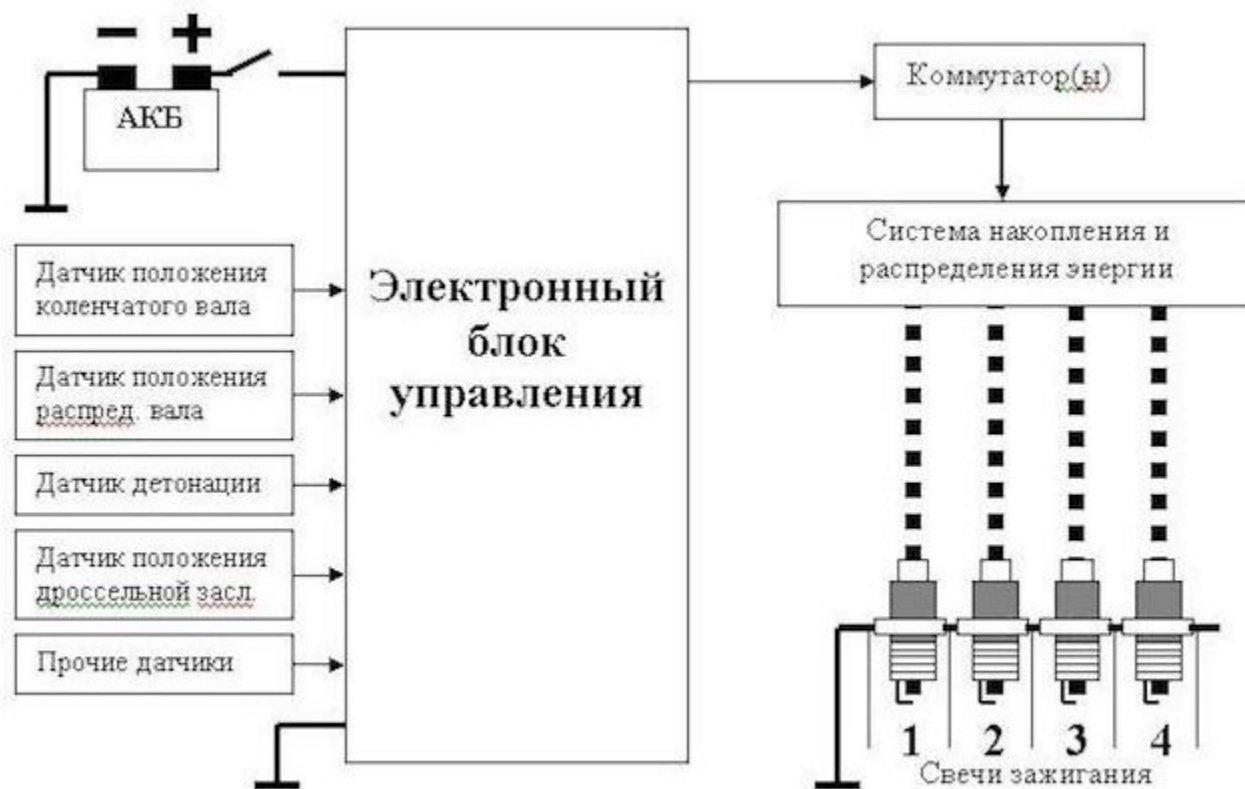 − +
АКБ
Датчик положения
коленчатого вала
Датчик положения
распред. вала
Датчик детонации
Датчик положения
дроссельной засл.
Прочие датчики
Электронный
блок
управления
Коммутатор(ы)
Система накопления и
распределения энергии
1 2 3 4
Свечи зажигания